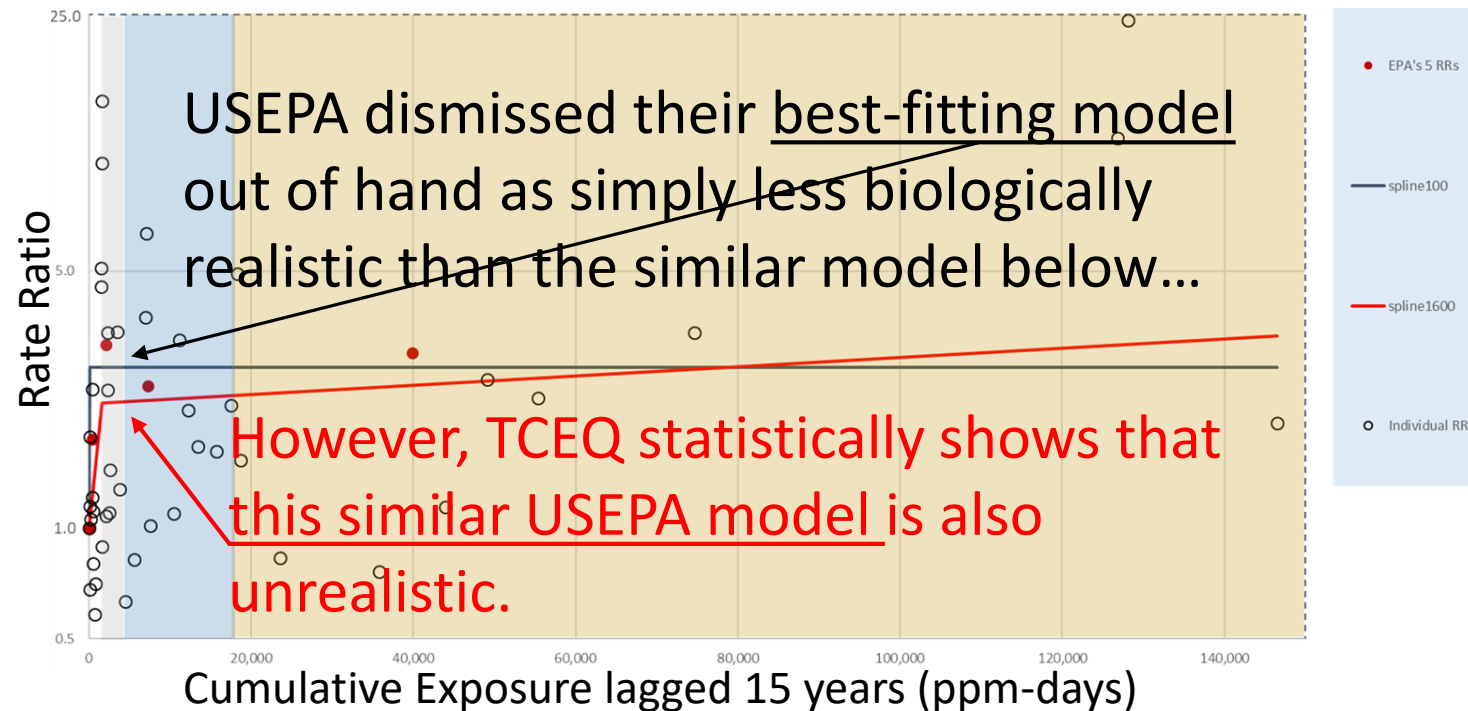 25.0
5.0
1.0
0.5
Rate Ratio
USEPA dismissed their best-fitting model
out of hand as simply less biologically
realistic than the similar model below...
However, TCEQ statistically shows that
this similar USEPA model is also
unrealistic.
0 20,000 40,000 60,000 80,000 100,000 120,000 140,000
Cumulative Exposure lagged 15 years (ppm-days)
EPA's 5 RRs
spline100
spline1600
Individual RR